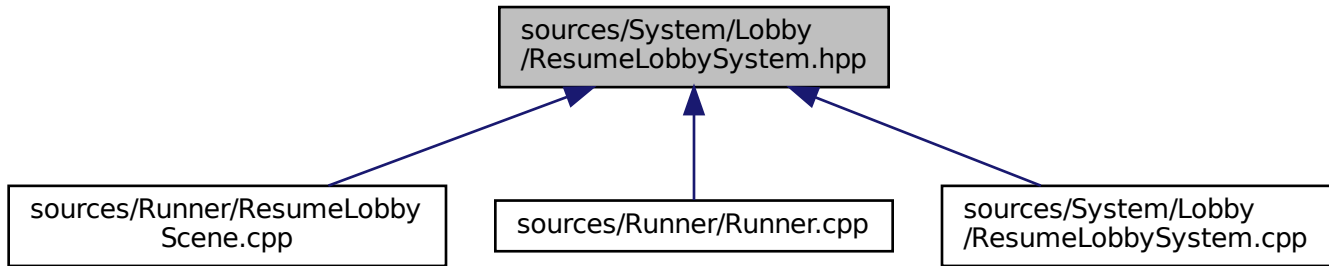 sources/System/Lobby
/ResumeLobbySystem.hpp
sources/Runner/ResumeLobby
Scene.cpp
sources/Runner/Runner.cpp
sources/System/Lobby
/ResumeLobbySystem.cpp